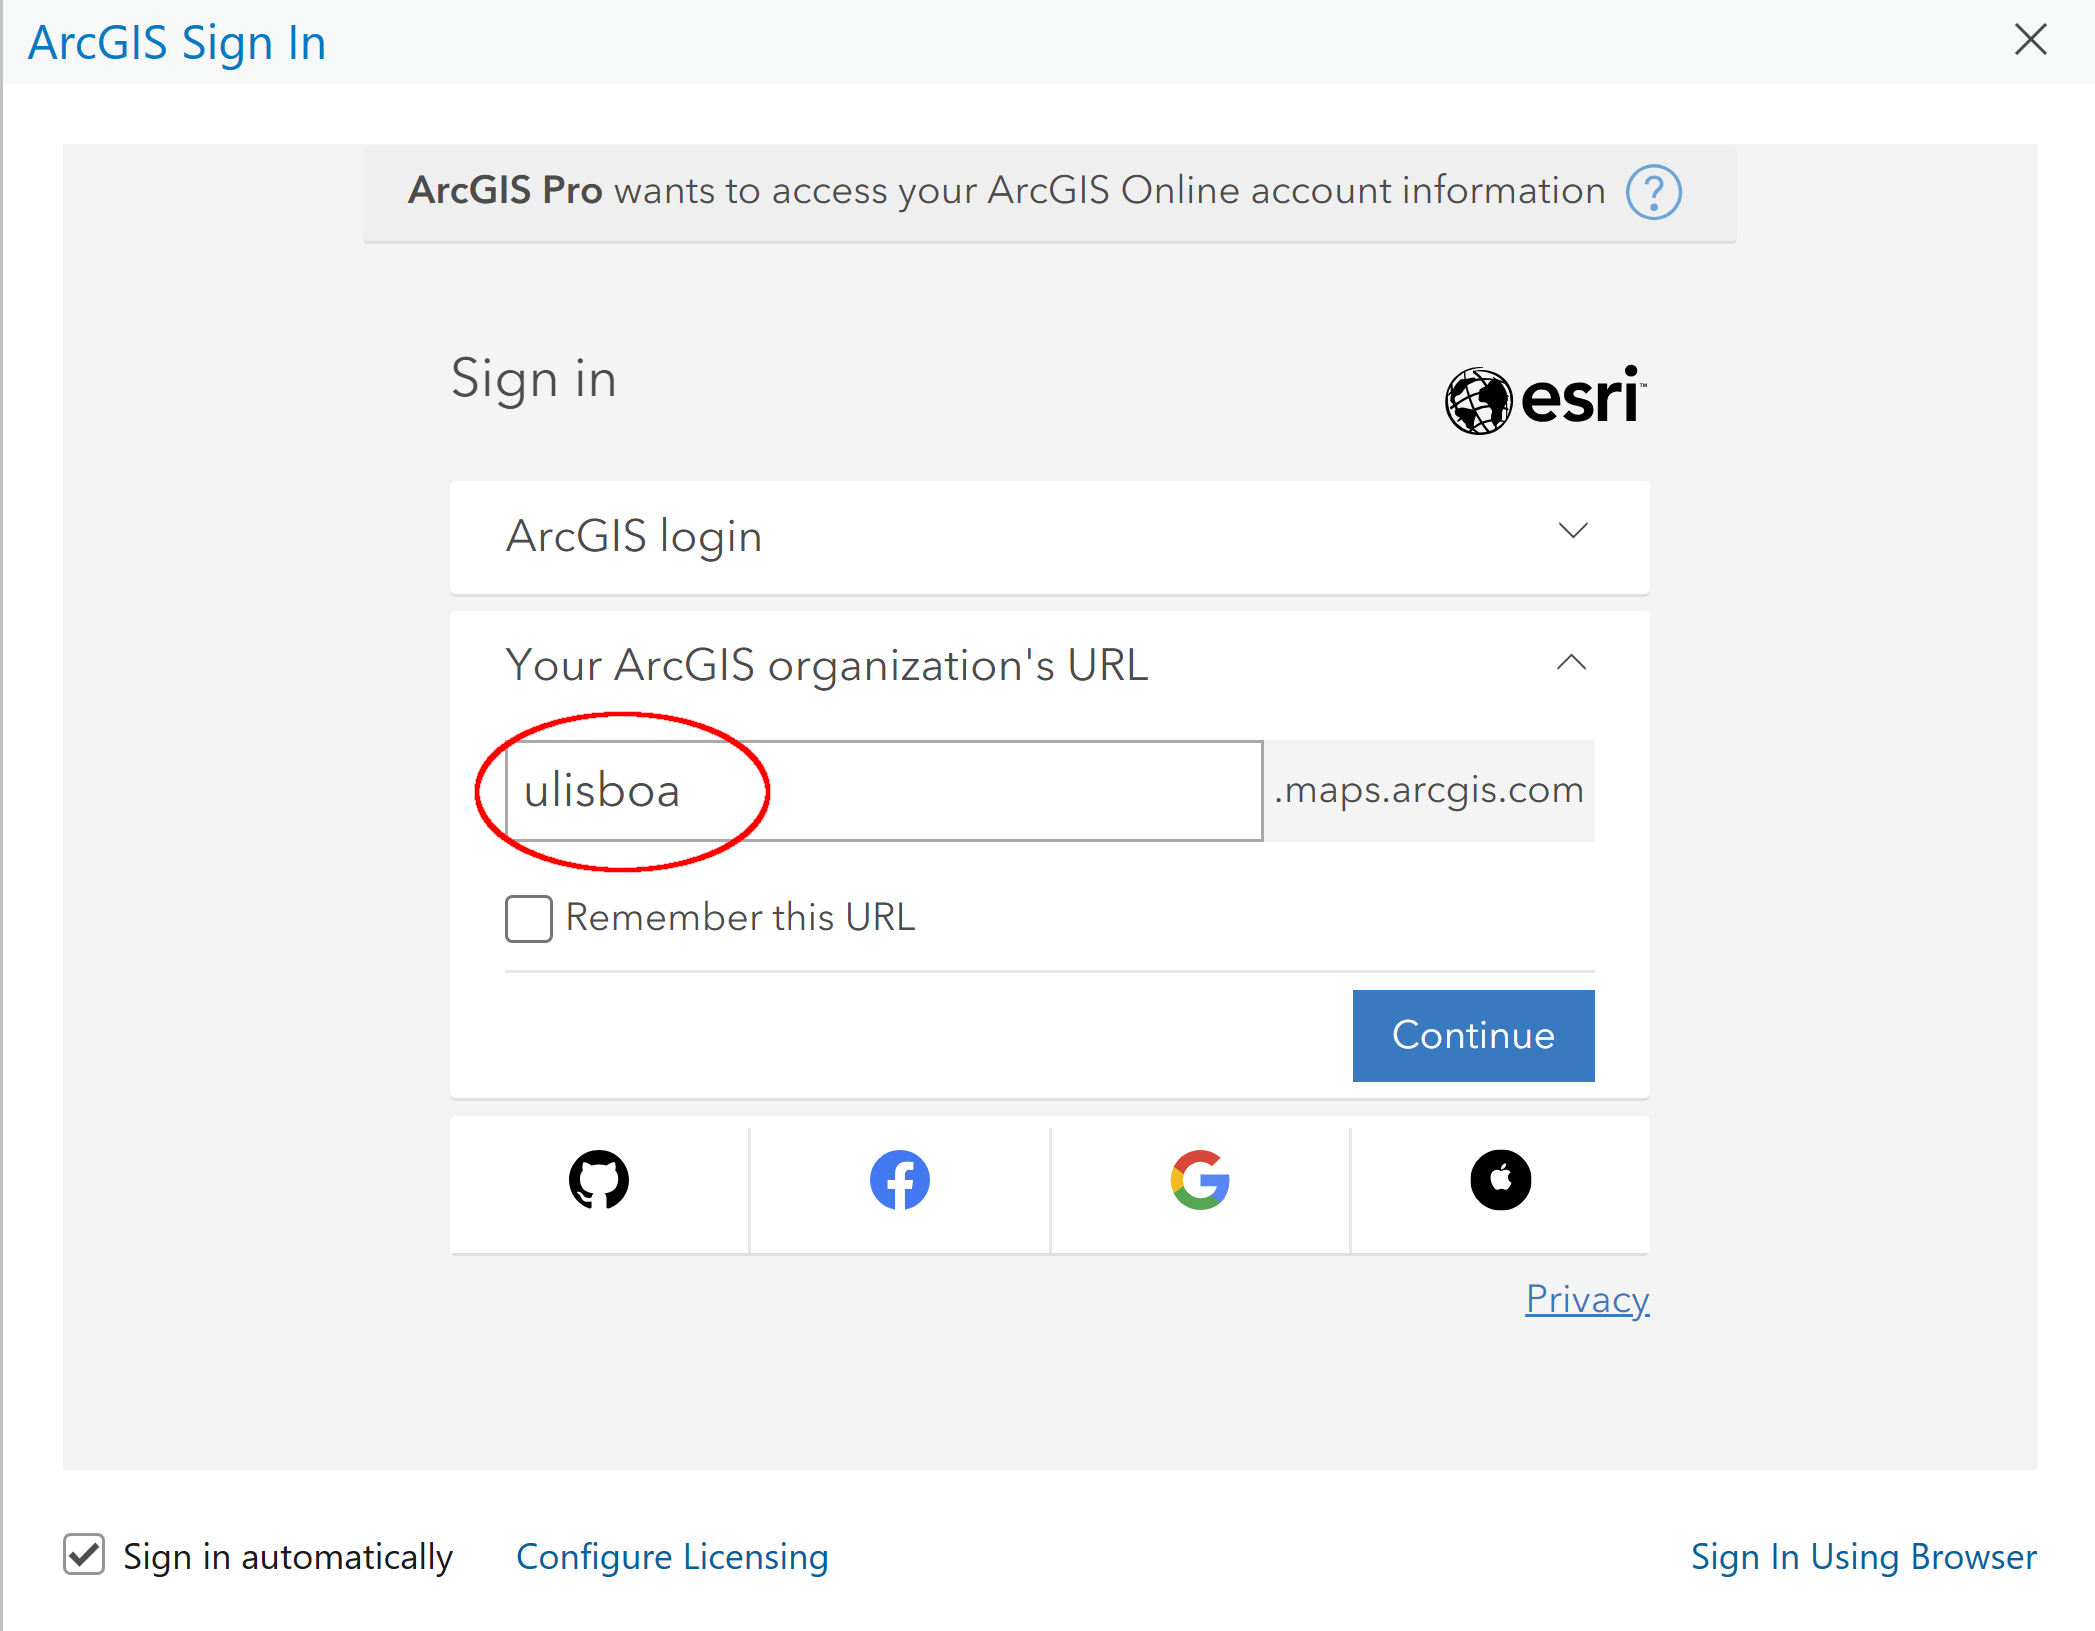 ArcGIS Sign In
ArcGIS Pro wants to access your ArcGIS Online account information
Sign in
esri™
ArcGIS login
Your ArcGIS organization's URL
ulisboa .maps.arcgis.com
Remember this URL
Continue
Privacy
Sign in automatically Configure Licensing Sign In Using Browser